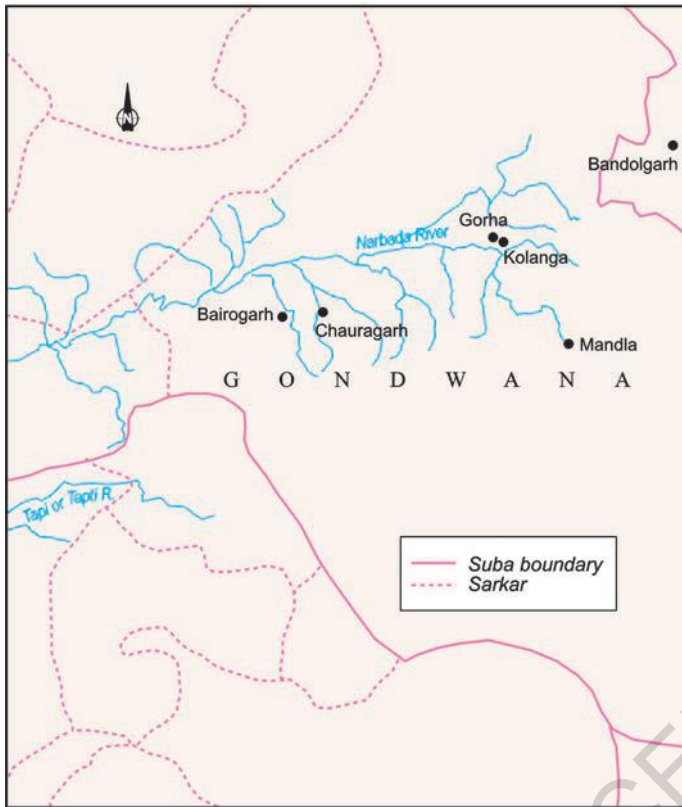 N
Bandolgarh
Gorha
Narbada River
Kolanga
Bairogarh
Chauragarh
Mandla
G O N D W A N A
Tapi or Tapti R.
Suba boundary
Sarkar